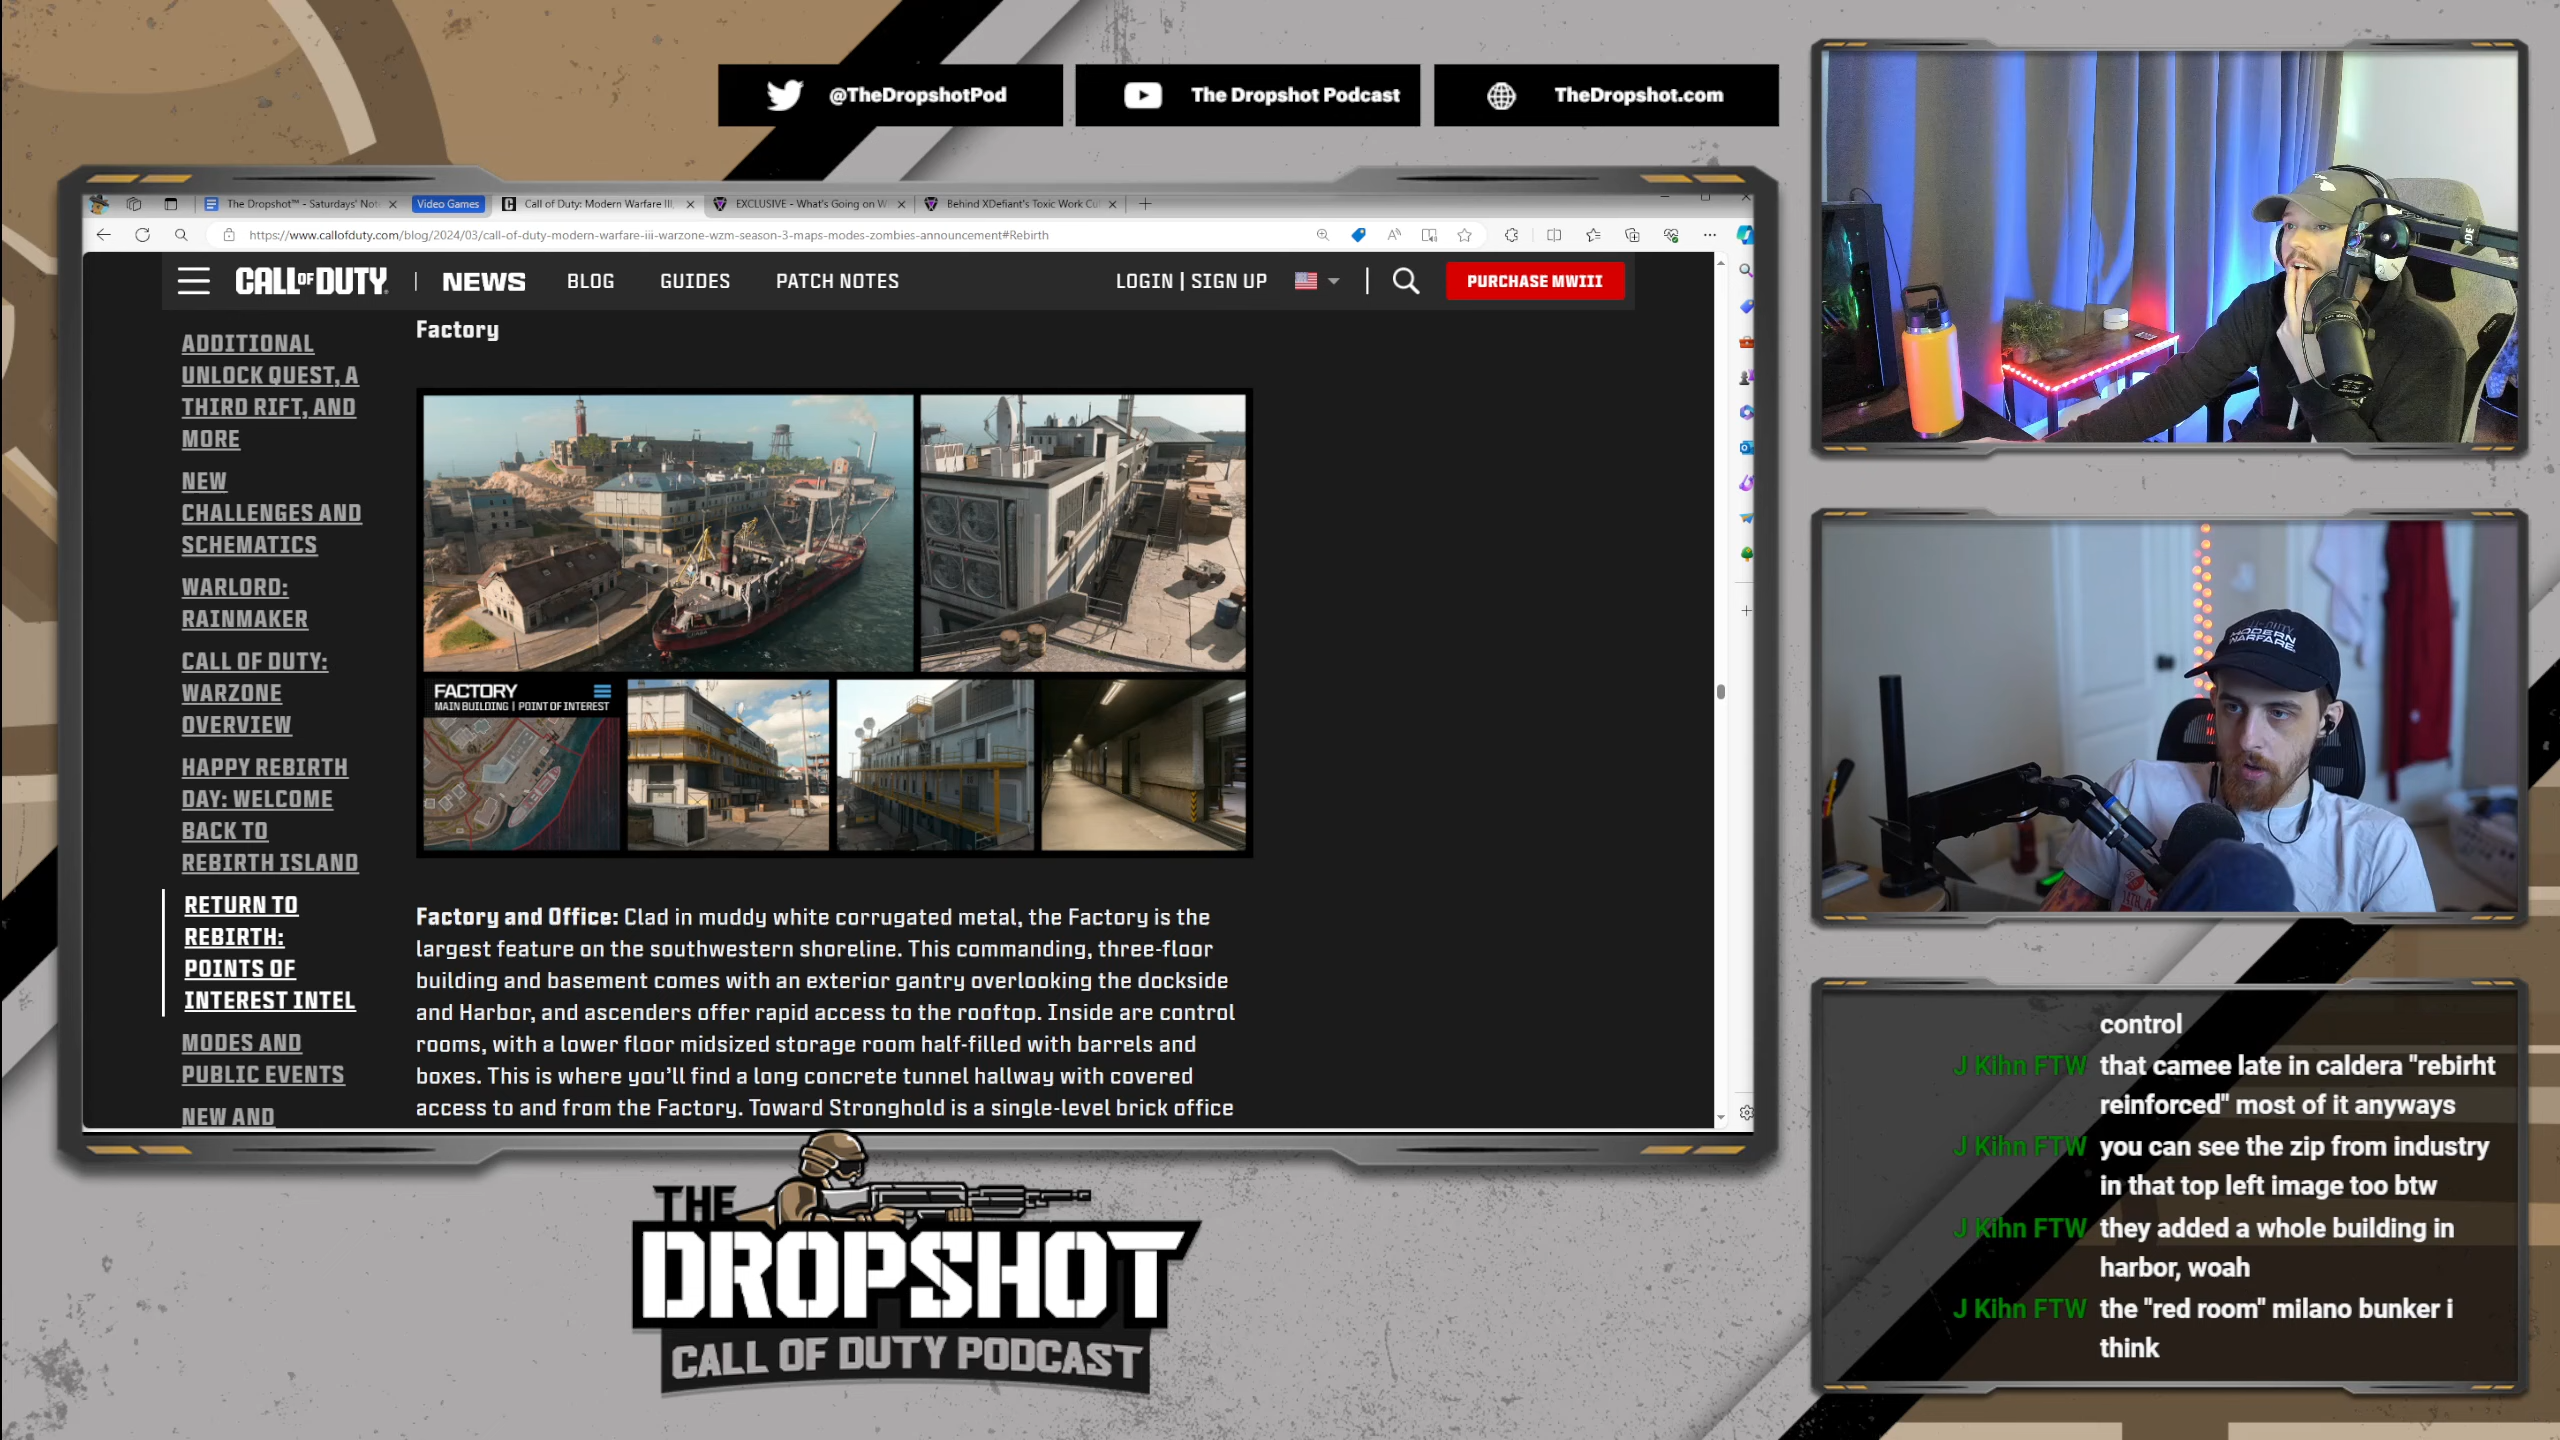 @TheDropshotPod
The Dropshot Podcast
TheDropshot.com
The Dropshot™ - Saturdays' Not
Video Games
Call of Duty: Modern Warfare III,
EXCLUSIVE - What's Going on W
Behind XDefiant's Toxic Work Cu
https://www.callofduty.com/blog/2024/03/call-of-duty-modern-warfare-iii-warzone-wzm-season-3-maps-modes-zombies-announcement#Rebirth
CALL OF DUTY
NEWS
BLOG
GUIDES
PATCH NOTES
LOGIN | SIGN UP
PURCHASE MWIII
ADDITIONAL
UNLOCK QUEST, A
THIRD RIFT, AND
MORE
NEW
CHALLENGES AND
SCHEMATICS
WARLORD:
RAINMAKER
CALL OF DUTY:
WARZONE
OVERVIEW
HAPPY REBIRTH
DAY: WELCOME
BACK TO
REBIRTH ISLAND
RETURN TO
REBIRTH:
POINTS OF
INTEREST INTEL
MODES AND
PUBLIC EVENTS
NEW AND
Factory
FACTORY
MAIN BUILDING | POINT OF INTEREST
Factory and Office: Clad in muddy white corrugated metal, the Factory is the
largest feature on the southwestern shoreline. This commanding, three-floor
building and basement comes with an exterior gantry overlooking the dockside
and Harbor, and ascenders offer rapid access to the rooftop. Inside are control
rooms, with a lower floor midsized storage room half-filled with barrels and
boxes. This is where you'll find a long concrete tunnel hallway with covered
access to and from the Factory. Toward Stronghold is a single-level brick office
MODERN
WARFARE
control
J Kihn FTW that camee late in caldera "rebirht
reinforced" most of it anyways
J Kihn FTW you can see the zip from industry
in that top left image too btw
J Kihn FTW they added a whole building in
harbor, woah
J Kihn FTW the "red room" milano bunker i
think
THE
DROPSHOT
CALL OF DUTY PODCAST